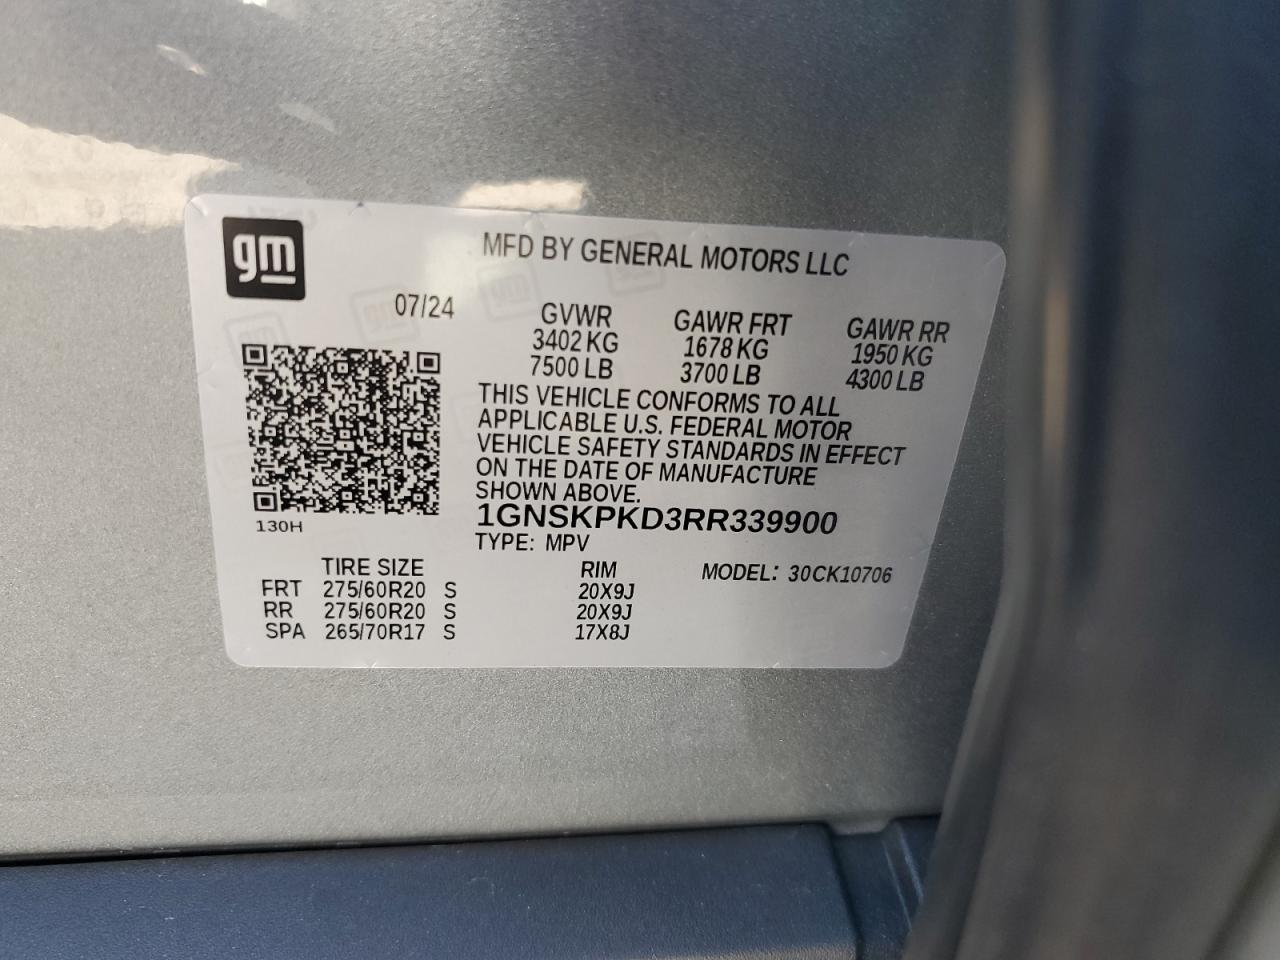 gm
MFD BY GENERAL MOTORS LLC
07/24
GVWR GAWR FRT GAWR RR
3402 KG 1678 KG 1950 KG
7500 LB 3700 LB 4300 LB
THIS VEHICLE CONFORMS TO ALL
APPLICABLE U.S. FEDERAL MOTOR
VEHICLE SAFETY STANDARDS IN EFFECT
ON THE DATE OF MANUFACTURE
SHOWN ABOVE.
1GNSKPKD3RR339900
130H
TYPE: MPV
TIRE SIZE RIM MODEL: 30CK10706
FRT 275/60R20 S 20X9J
RR 275/60R20 S 20X9J
SPA 265/70R17 S 17X8J